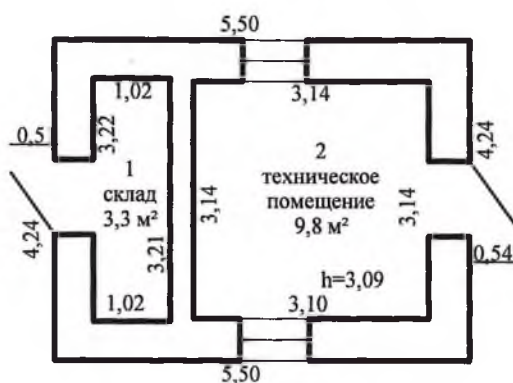 5,50
1,02
3,14
0,5
3,22
4,24
1
склад
3,3 м²
2
техническое
помещение
9,8 м²
3,14
3,14
4,24
3,21
0,54
h=3,09
1,02
3,10
5,50